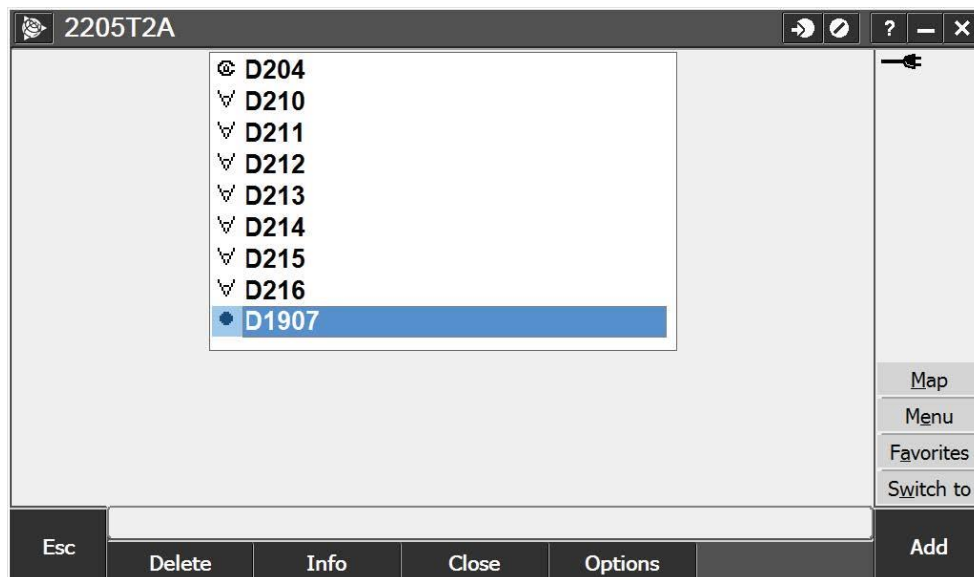 2205T2A ? – ×
D204
D210
D211
D212
D213
D214
D215
D216
D1907
Map
Menu
Favorites
Switch to
Esc Delete Info Close Options Add